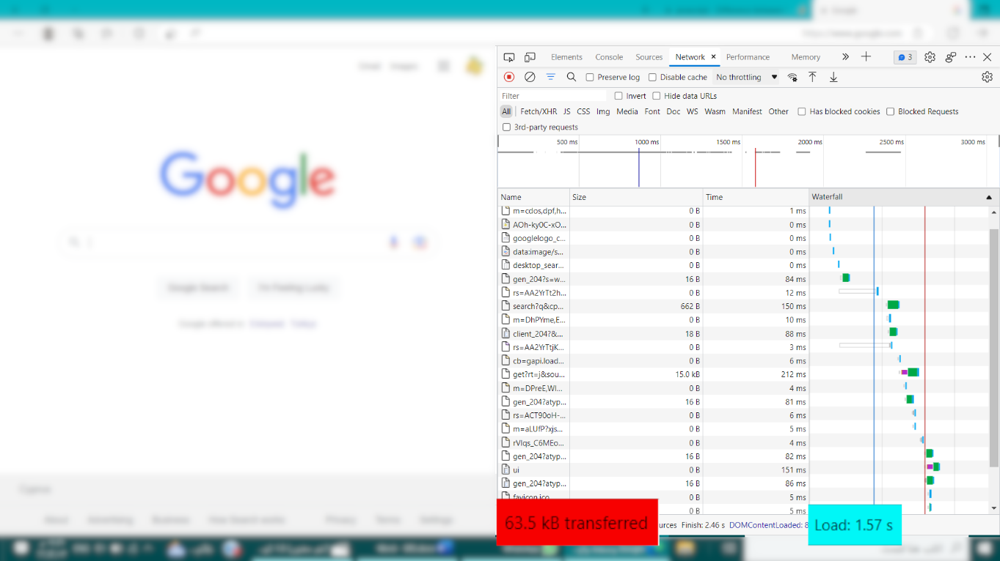 Google
Elements Console Sources Network × Performance Memory » + 3
Preserve log Disable cache No throttling
Filter Invert Hide data URLs
All Fetch/XHR JS CSS Img Media Font Doc WS Wasm Manifest Other Has blocked cookies Blocked Requests
3rd-party requests
500 ms 1000 ms 1500 ms 2000 ms 2500 ms 3000 ms
Name Size Time Waterfall
m=cdos,dpf,h... 0 B 1 ms
AOh-ky0C-xO... 0 B 0 ms
googlelogo_c... 0 B 0 ms
data:image/s... 0 B 0 ms
desktop_sear... 0 B 0 ms
gen_204?s=w... 16 B 84 ms
rs=AA2YrTt2h... 0 B 12 ms
search?q&cp... 662 B 150 ms
m=DhPYme,E... 0 B 10 ms
client_204?&... 18 B 88 ms
rs=AA2YrTtjK... 0 B 3 ms
cb=gapi.load... 0 B 6 ms
get?rt=j&sou... 15.0 kB 212 ms
m=DPreE,WI... 0 B 4 ms
gen_204?atyp... 16 B 81 ms
rs=ACT90oH-... 0 B 6 ms
m=aLUfP?xjs... 0 B 5 ms
rVlqs_C6MEo... 0 B 4 ms
gen_204?atyp... 16 B 82 ms
ui 0 B 151 ms
gen_204?atyp... 16 B 86 ms
favicon.ico 0 B 5 ms
0 B 5 ms
63.5 kB transferred urces Finish: 2.46 s DOMContentLoaded: 8 Load: 1.57 s
Google Search I'm Feeling Lucky